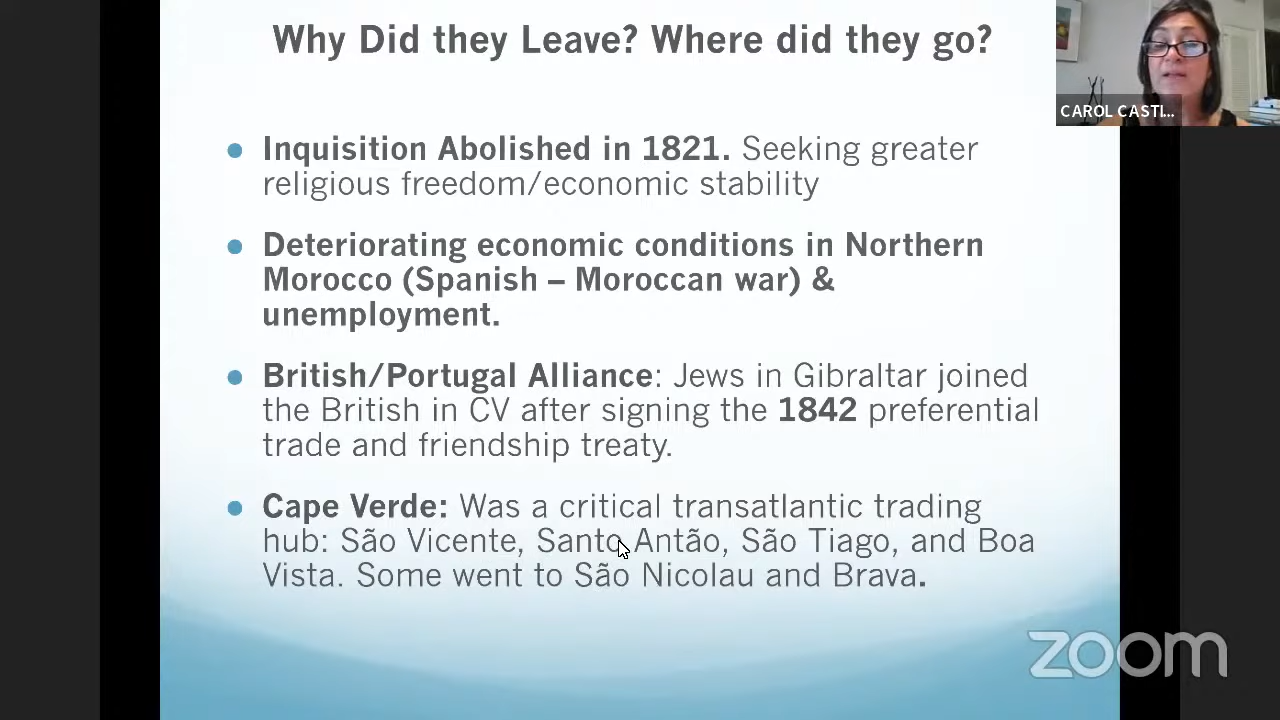 Why Did they Leave? Where did they go?
CAROL CASTI...
● Inquisition Abolished in 1821. Seeking greater
religious freedom/economic stability
● Deteriorating economic conditions in Northern
Morocco (Spanish – Moroccan war) &
unemployment.
● British/Portugal Alliance: Jews in Gibraltar joined
the British in CV after signing the 1842 preferential
trade and friendship treaty.
● Cape Verde: Was a critical transatlantic trading
hub: São Vicente, Santo Antão, São Tiago, and Boa
Vista. Some went to São Nicolau and Brava.
zoom